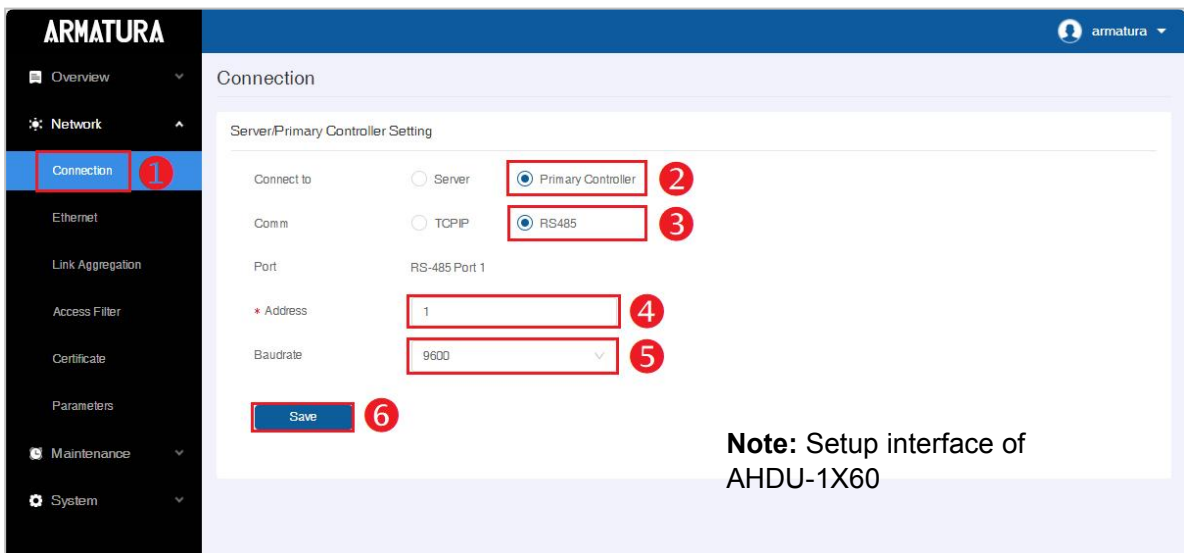 ARMATURA
armatura
Overview
Connection
Network
Server/Primary Controller Setting
Connection 1
Connect to Server Primary Controller 2
Ethernet
Comm TCPIP RS485 3
Link Aggregation
Port RS-485 Port 1
Access Filter
* Address 1 4
Certificate
Baudrate 9600 5
Parameters
Save 6
Maintenance
Note: Setup interface of
AHDU-1X60
System